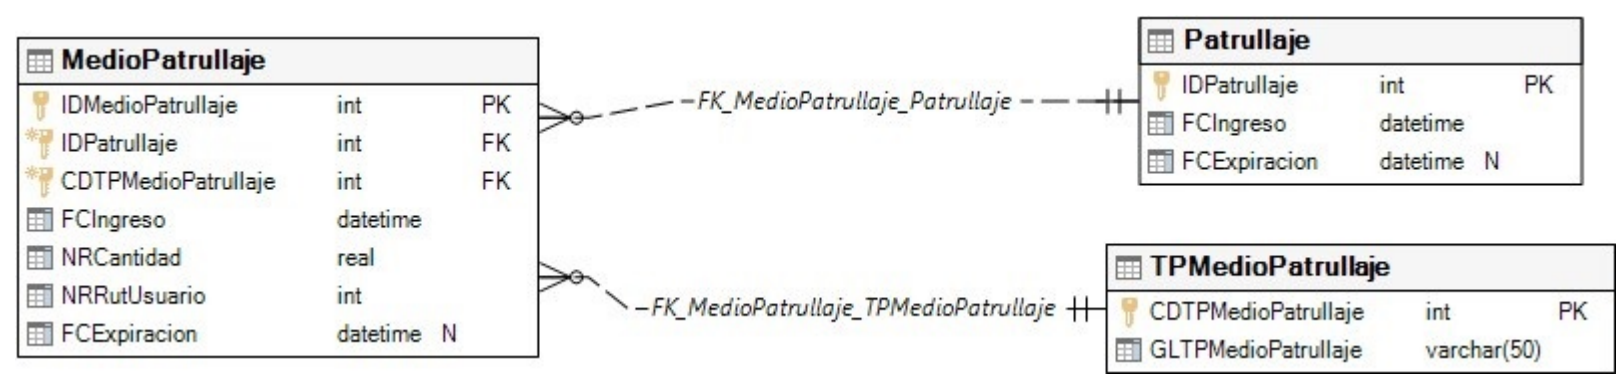 MedioPatrullaje
IDMedioPatrullaje int PK
IDPatrullaje int FK
CDTPMedioPatrullaje int FK
FCIngreso datetime
NRCantidad real
NRRutUsuario int
FCExpiracion datetime N
FK_MedioPatrullaje_Patrullaje
FK_MedioPatrullaje_TPMedioPatrullaje
Patrullaje
IDPatrullaje int PK
FCIngreso datetime
FCExpiracion datetime N
TPMedioPatrullaje
CDTPMedioPatrullaje int PK
GLTPMedioPatrullaje varchar(50)